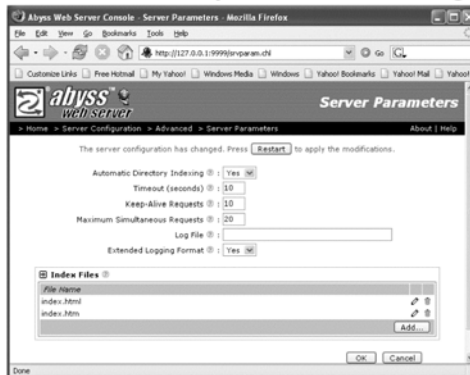 Abyss Web Server Console - Server Parameters - Mozilla Firefox
File Edit View Go Bookmarks Tools Help
http://127.0.0.1:9999/srvparam.chl Go G
Customize Links Free Hotmail My Yahoo! Windows Media Windows Yahoo! Bookmarks Yahoo! Mail Yahoo!
abyss Server Parameters
web server
> Home > Server Configuration > Advanced > Server Parameters About | Help
The server configuration has changed. Press Restart to apply the modifications.
Automatic Directory Indexing : Yes
Timeout (seconds) : 10
Keep-Alive Requests : 10
Maximum Simultaneous Requests : 20
Log File :
Extended Logging Format : Yes
Index Files
File Name
index.html
index.htm
Add...
OK Cancel
Done